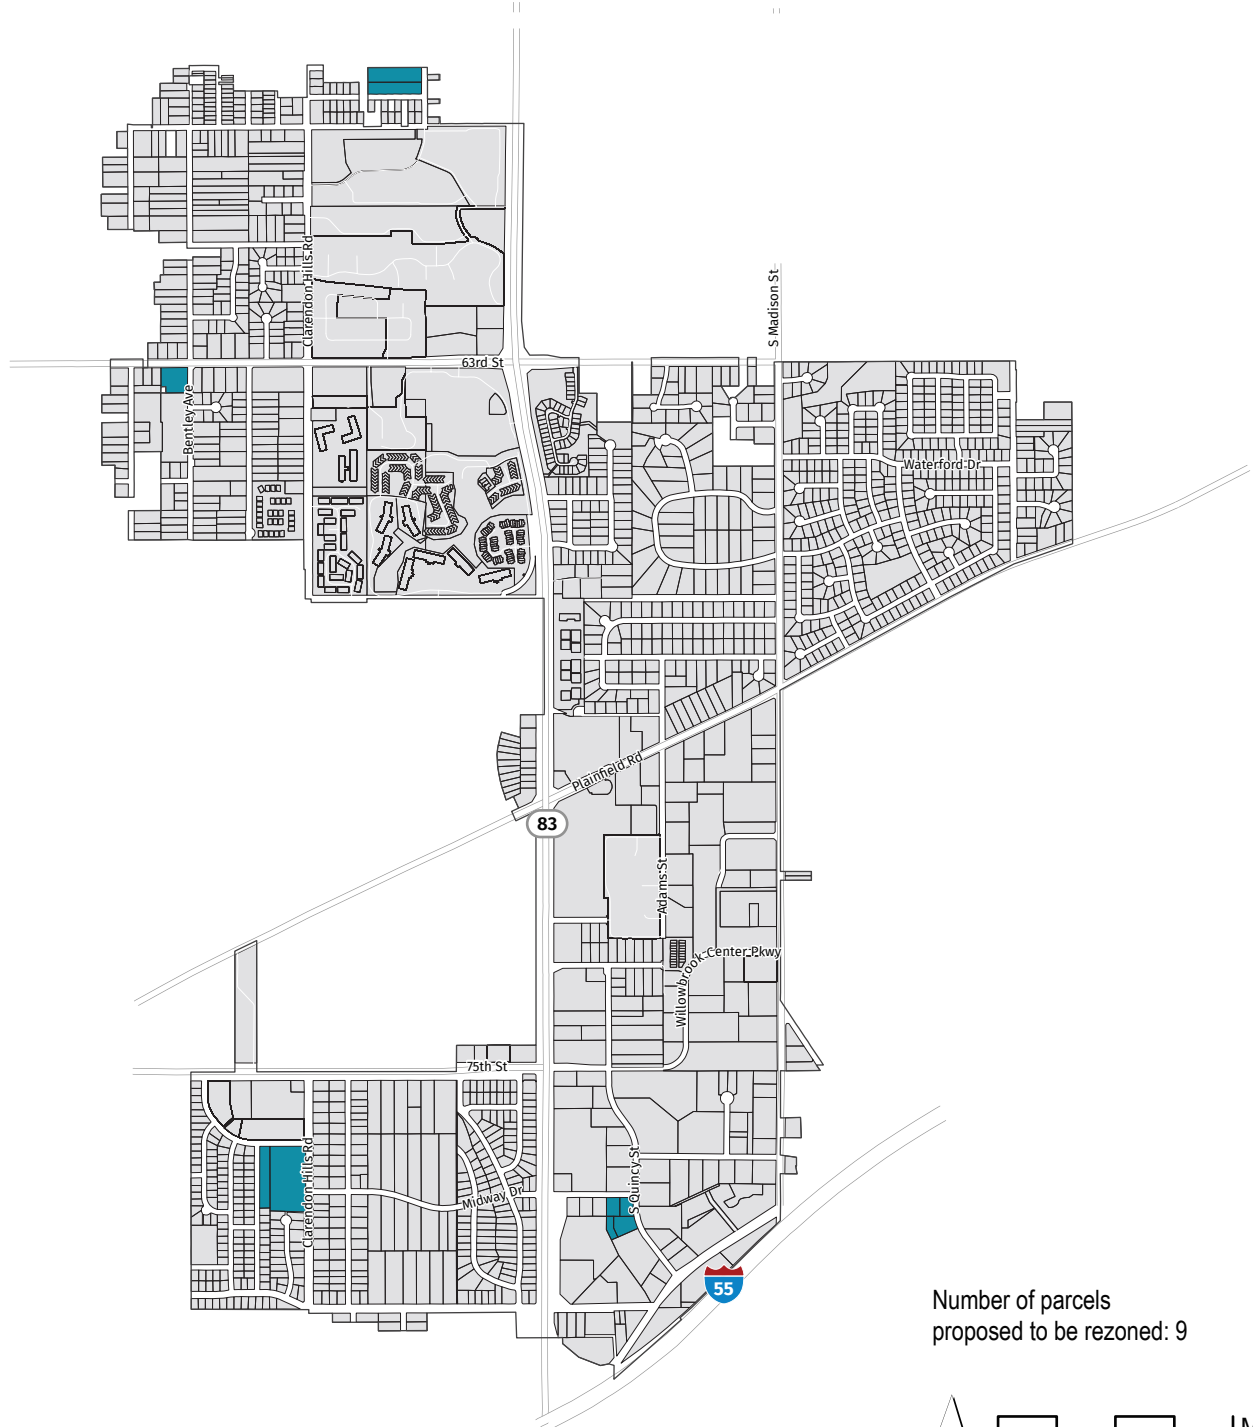 Clarendon Hills Rd
S Madison St
63rd St
Bentley Ave
Waterford Dr
Plainfield Rd
83
Adams St
Willowbrook Center Pkwy
75th St
Clarendon Hills Rd
Midway Dr
S Quincy St
55
Number of parcels
proposed to be rezoned: 9